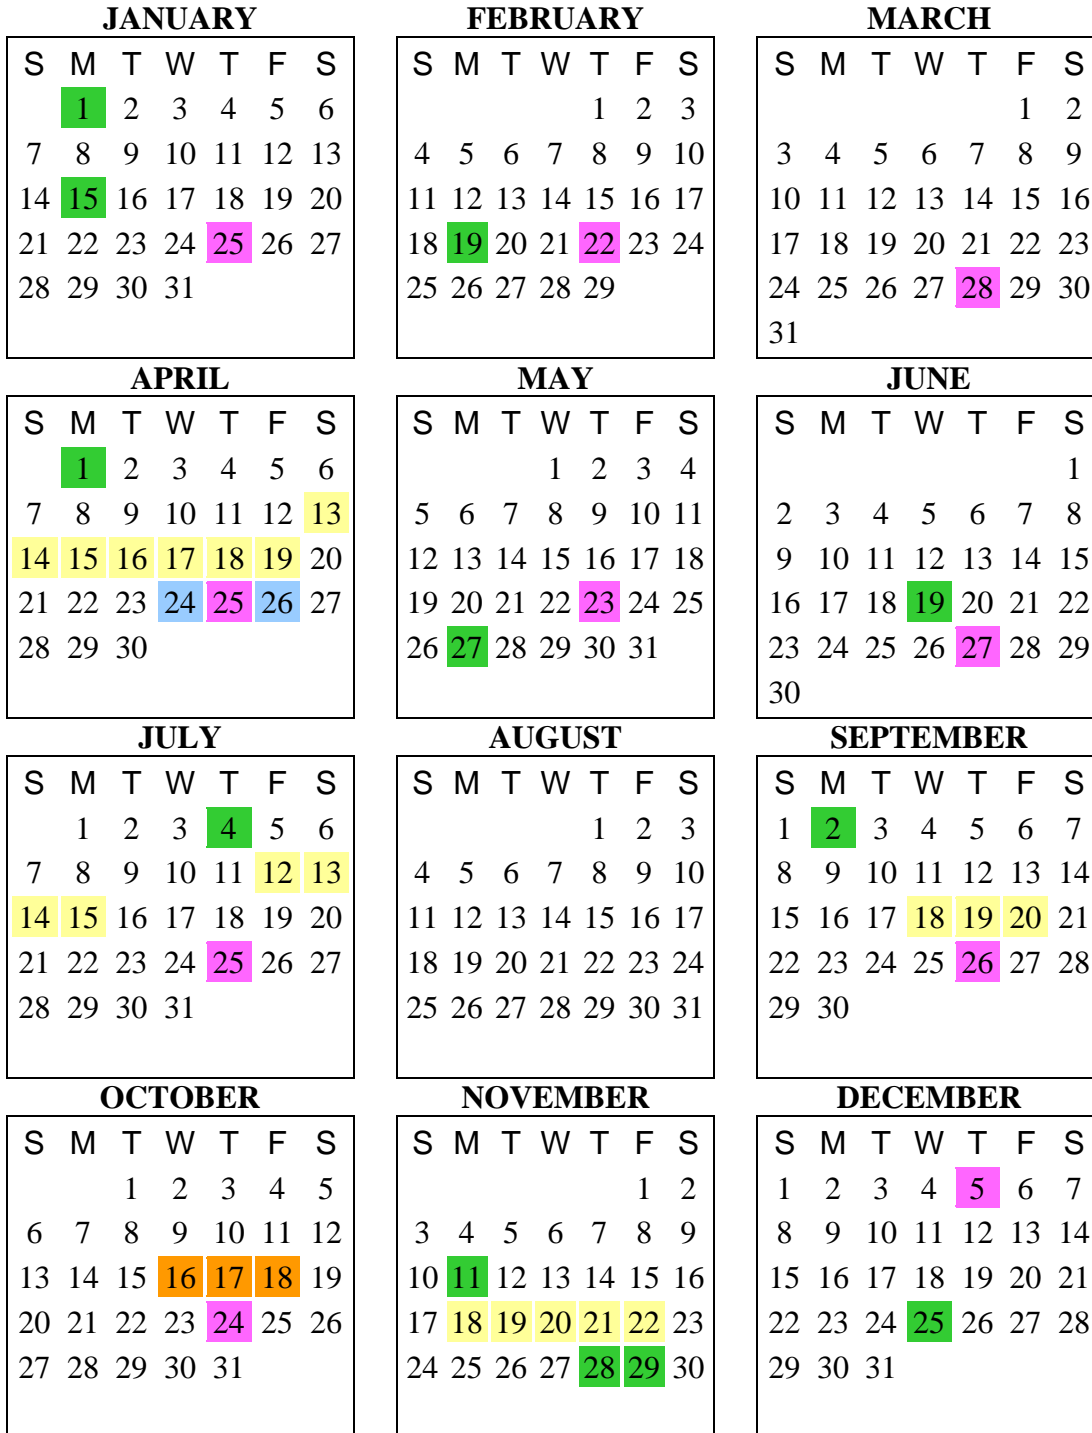 JANUARY
S M T W T F S
1 2 3 4 5 6
7 8 9 10 11 12 13
14 15 16 17 18 19 20
21 22 23 24 25 26 27
28 29 30 31
FEBRUARY
S M T W T F S
1 2 3
4 5 6 7 8 9 10
11 12 13 14 15 16 17
18 19 20 21 22 23 24
25 26 27 28 29
MARCH
S M T W T F S
1 2
3 4 5 6 7 8 9
10 11 12 13 14 15 16
17 18 19 20 21 22 23
24 25 26 27 28 29 30
31
APRIL
S M T W T F S
1 2 3 4 5 6
7 8 9 10 11 12 13
14 15 16 17 18 19 20
21 22 23 24 25 26 27
28 29 30
MAY
S M T W T F S
1 2 3 4
5 6 7 8 9 10 11
12 13 14 15 16 17 18
19 20 21 22 23 24 25
26 27 28 29 30 31
JUNE
S M T W T F S
1
2 3 4 5 6 7 8
9 10 11 12 13 14 15
16 17 18 19 20 21 22
23 24 25 26 27 28 29
30
JULY
S M T W T F S
1 2 3 4 5 6
7 8 9 10 11 12 13
14 15 16 17 18 19 20
21 22 23 24 25 26 27
28 29 30 31
AUGUST
S M T W T F S
1 2 3
4 5 6 7 8 9 10
11 12 13 14 15 16 17
18 19 20 21 22 23 24
25 26 27 28 29 30 31
SEPTEMBER
S M T W T F S
1 2 3 4 5 6 7
8 9 10 11 12 13 14
15 16 17 18 19 20 21
22 23 24 25 26 27 28
29 30
OCTOBER
S M T W T F S
1 2 3 4 5
6 7 8 9 10 11 12
13 14 15 16 17 18 19
20 21 22 23 24 25 26
27 28 29 30 31
NOVEMBER
S M T W T F S
1 2
3 4 5 6 7 8 9
10 11 12 13 14 15 16
17 18 19 20 21 22 23
24 25 26 27 28 29 30
DECEMBER
S M T W T F S
1 2 3 4 5 6 7
8 9 10 11 12 13 14
15 16 17 18 19 20 21
22 23 24 25 26 27 28
29 30 31